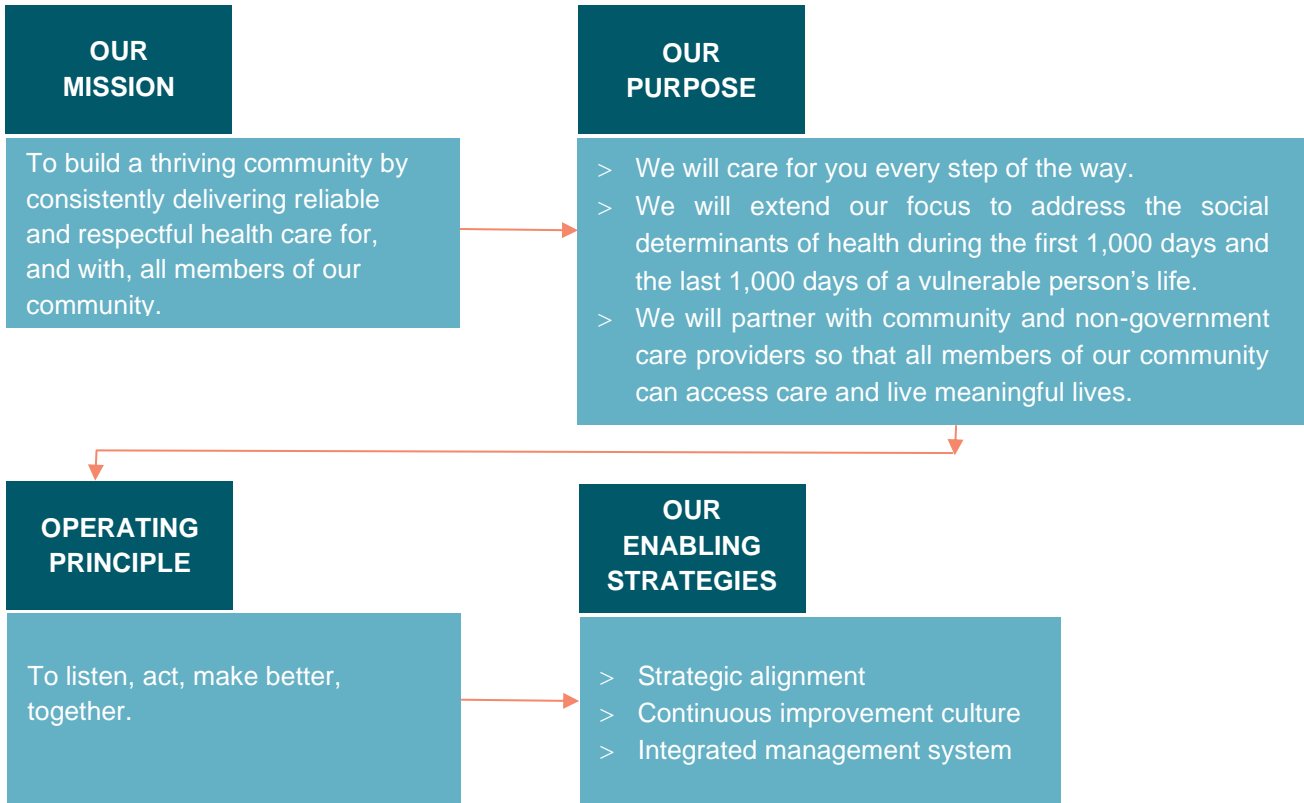 OUR
MISSION
To build a thriving community by
consistently delivering reliable
and respectful health care for,
and with, all members of our
community.
OUR
PURPOSE
> We will care for you every step of the way.
> We will extend our focus to address the social
determinants of health during the first 1,000 days and
the last 1,000 days of a vulnerable person’s life.
> We will partner with community and non-government
care providers so that all members of our community
can access care and live meaningful lives.
OPERATING
PRINCIPLE
To listen, act, make better,
together.
OUR
ENABLING
STRATEGIES
> Strategic alignment
> Continuous improvement culture
> Integrated management system